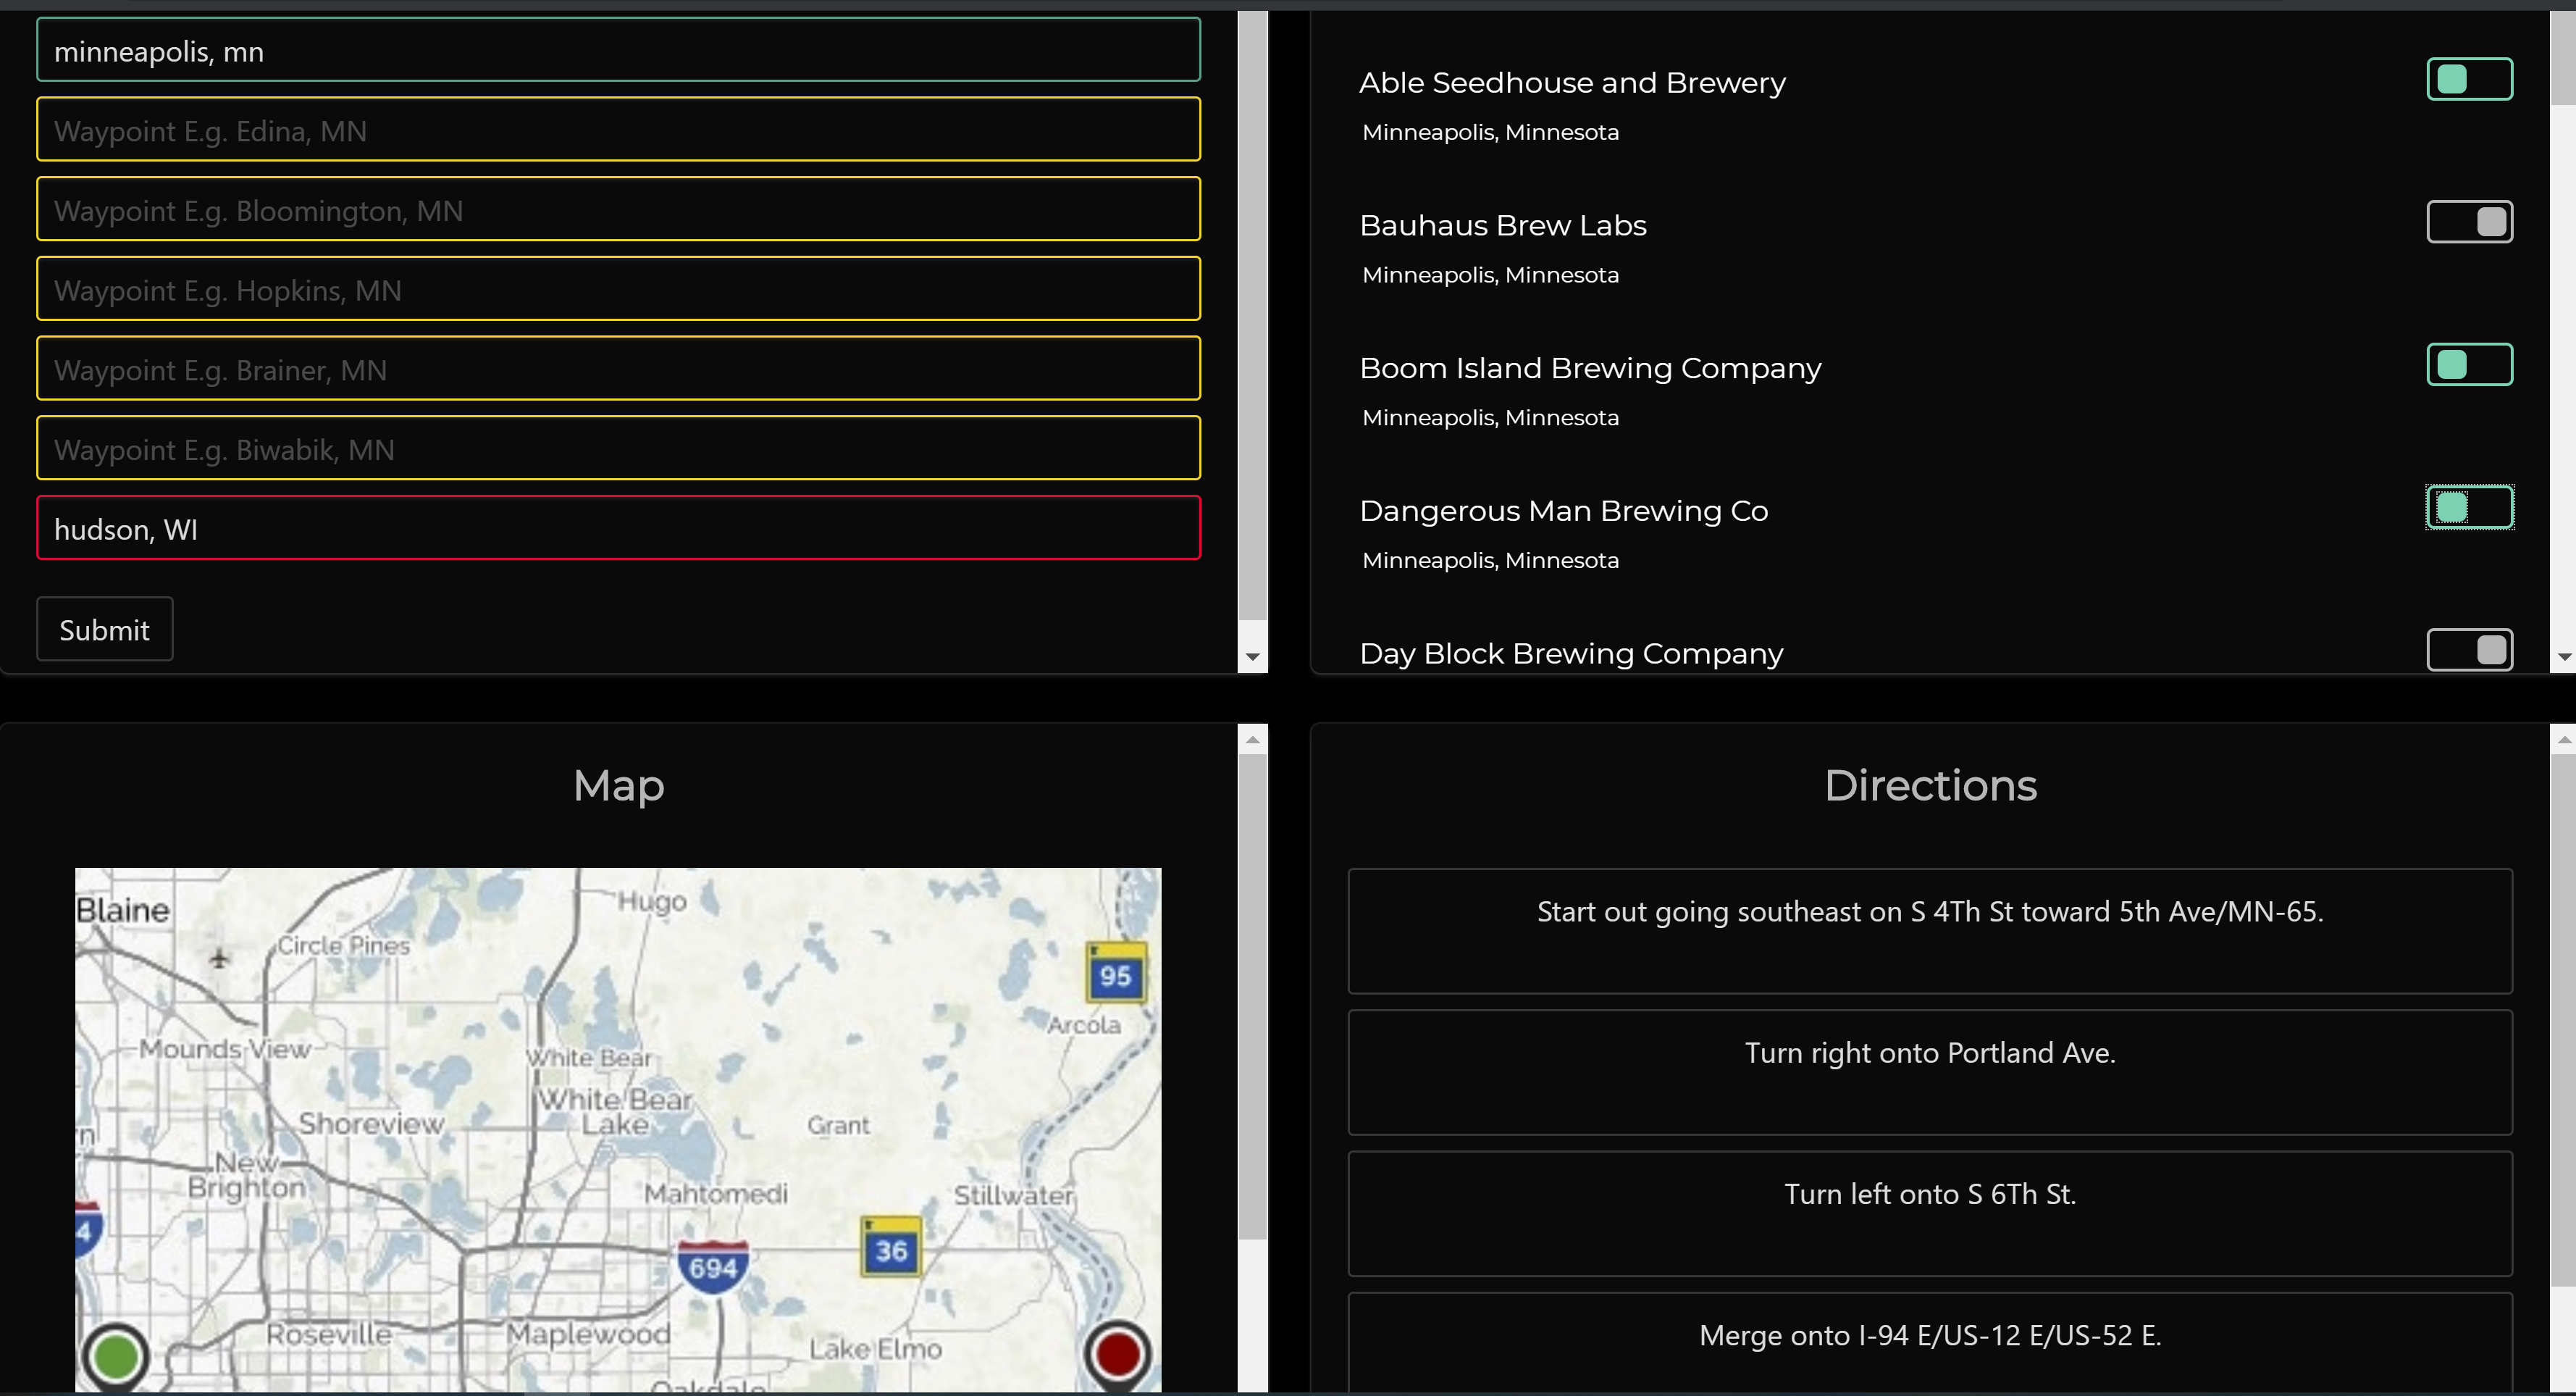 minneapolis, mn
Waypoint E.g. Edina, MN
Waypoint E.g. Bloomington, MN
Waypoint E.g. Hopkins, MN
Waypoint E.g. Brainer, MN
Waypoint E.g. Biwabik, MN
hudson, WI
Submit
Able Seedhouse and Brewery
Minneapolis, Minnesota
Bauhaus Brew Labs
Minneapolis, Minnesota
Boom Island Brewing Company
Minneapolis, Minnesota
Dangerous Man Brewing Co
Minneapolis, Minnesota
Day Block Brewing Company
Map
Blaine
Hugo
Circle Pines
95
Arcola
Mounds View
White Bear
White Bear
Lake
Shoreview
Grant
n
New
Brighton
Mahtomedi
Stillwater
4
694
36
Roseville
Maplewood
Lake Elmo
Oakdale
Directions
Start out going southeast on S 4Th St toward 5th Ave/MN-65.
Turn right onto Portland Ave.
Turn left onto S 6Th St.
Merge onto I-94 E/US-12 E/US-52 E.